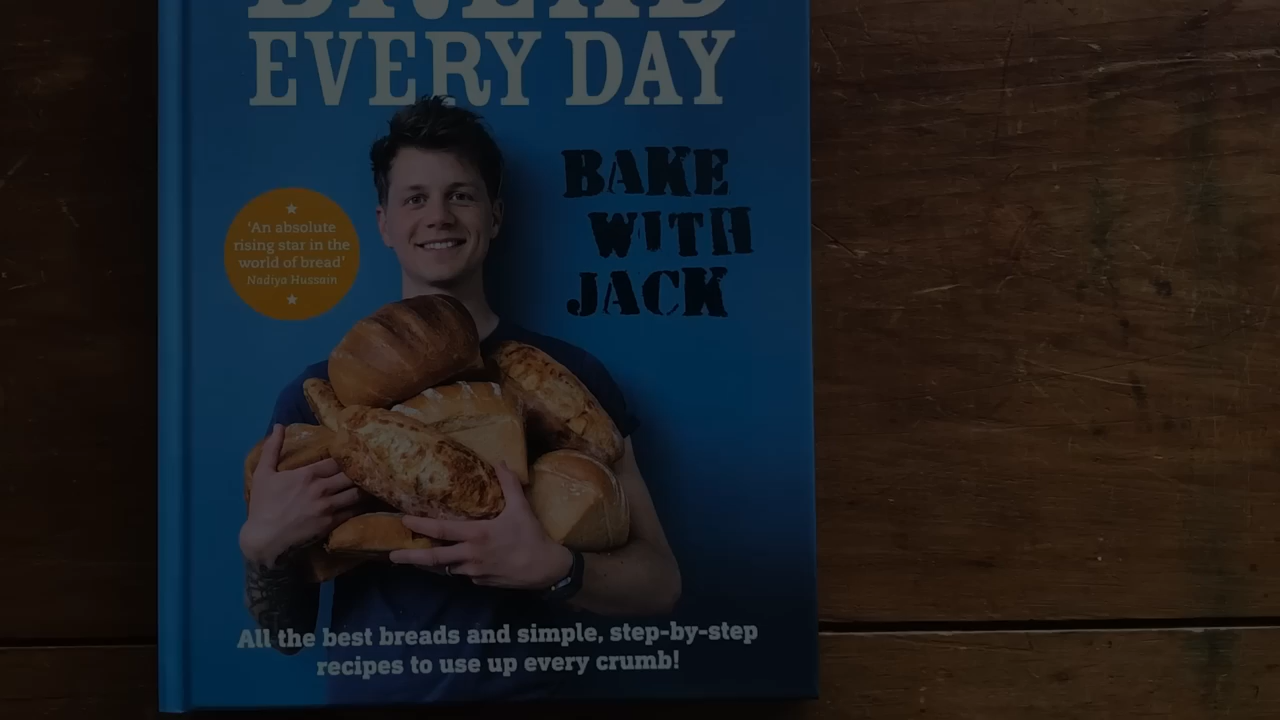 BREAD
EVERY DAY
BAKE
WITH
JACK
'An absolute
rising star in the
world of bread'
Nadiya Hussain
All the best breads and simple, step-by-step
recipes to use up every crumb!